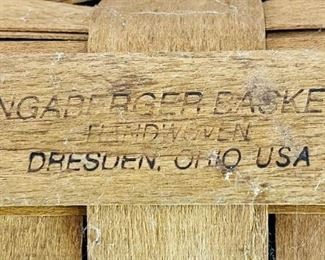 NGABERGER BASKE
HANDWOVEN
DRESDEN, OHIO USA